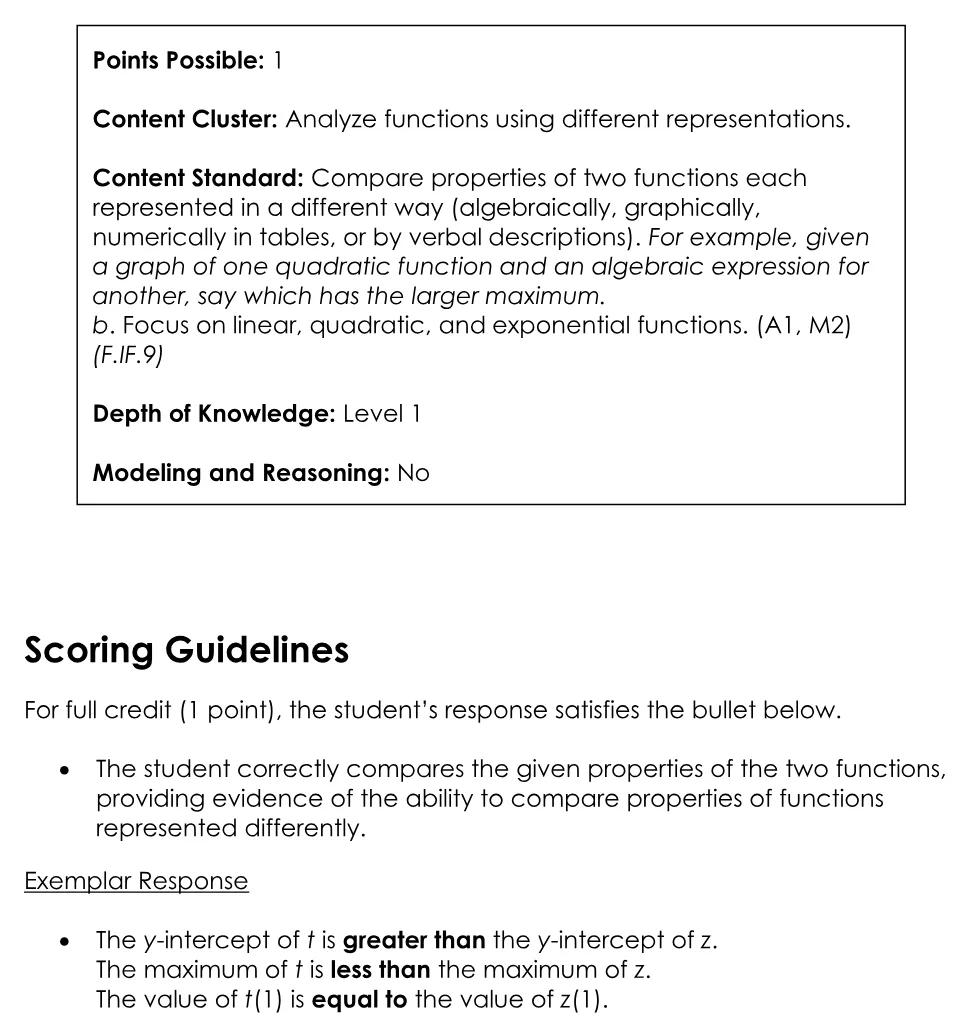 Points Possible: 1
Content Cluster: Analyze functions using different representations.
Content Standard: Compare properties of two functions each
represented in a different way (algebraically, graphically,
numerically in tables, or by verbal descriptions). For example, given
a graph of one quadratic function and an algebraic expression for
another, say which has the larger maximum.
b. Focus on linear, quadratic, and exponential functions. (A1, M2)
(F.IF.9)
Depth of Knowledge: Level 1
Modeling and Reasoning: No
Scoring Guidelines
For full credit (1 point), the student’s response satisfies the bullet below.
• The student correctly compares the given properties of the two functions,
providing evidence of the ability to compare properties of functions
represented differently.
Exemplar Response
• The y-intercept of t is greater than the y-intercept of z.
The maximum of t is less than the maximum of z.
The value of t(1) is equal to the value of z(1).